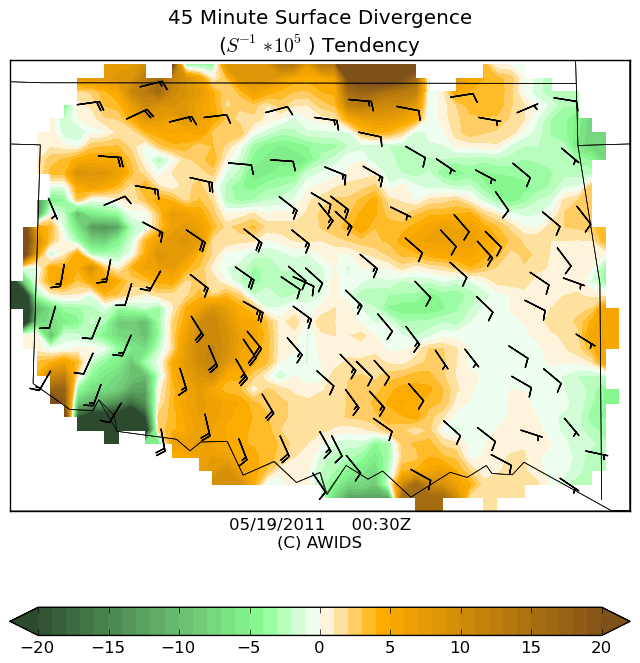 45 Minute Surface Divergence
(S⁻¹ ∗ 10⁵ ) Tendency
05/19/2011 00:30Z
(C) AWIDS
−20 −15 −10 −5 0 5 10 15 20